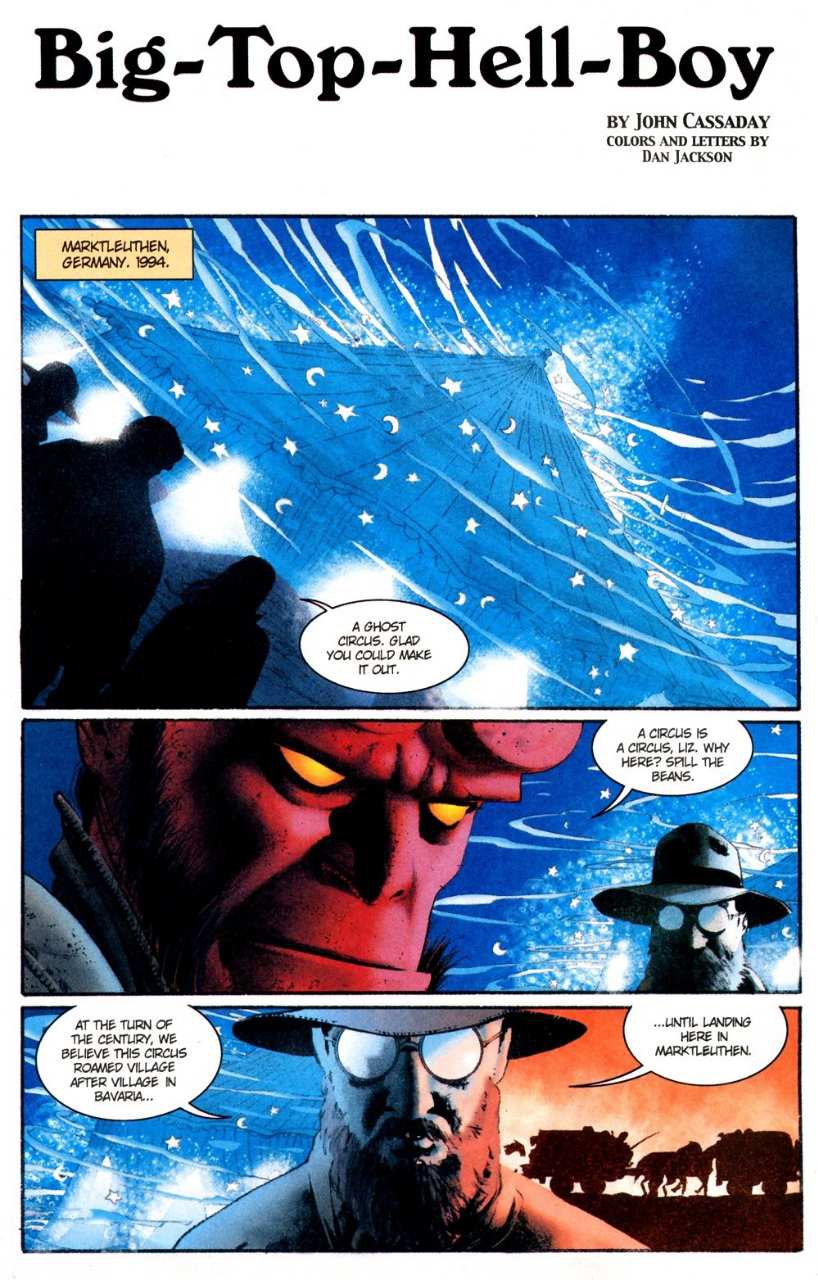 Big-Top-Hell-Boy
BY JOHN CASSADAY
COLORS AND LETTERS BY
DAN JACKSON
MARKTLEUTHEN,
GERMANY. 1994.
A GHOST
CIRCUS. GLAD
YOU COULD MAKE
IT OUT.
A CIRCUS IS
A CIRCUS, LIZ. WHY
HERE? SPILL THE
BEANS.
AT THE TURN OF
THE CENTURY, WE
BELIEVE THIS CIRCUS
ROAMED VILLAGE
AFTER VILLAGE IN
BAVARIA...
...UNTIL LANDING
HERE IN
MARKTLEUTHEN.